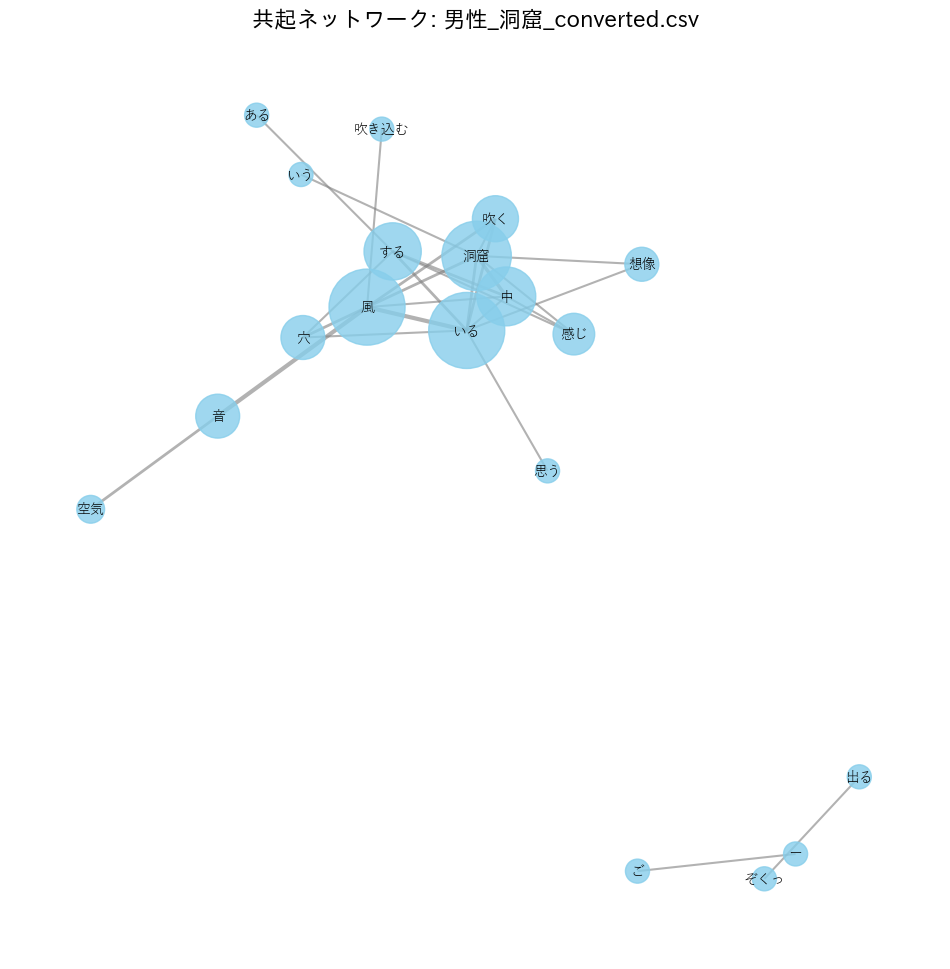 共起ネットワーク: 男性_洞窟_converted.csv
ある
吹き込む
いう
吹く
する
洞窟
想像
中
風
いる
感じ
穴
音
思う
空気
出る
ー
ご
ぞくっ